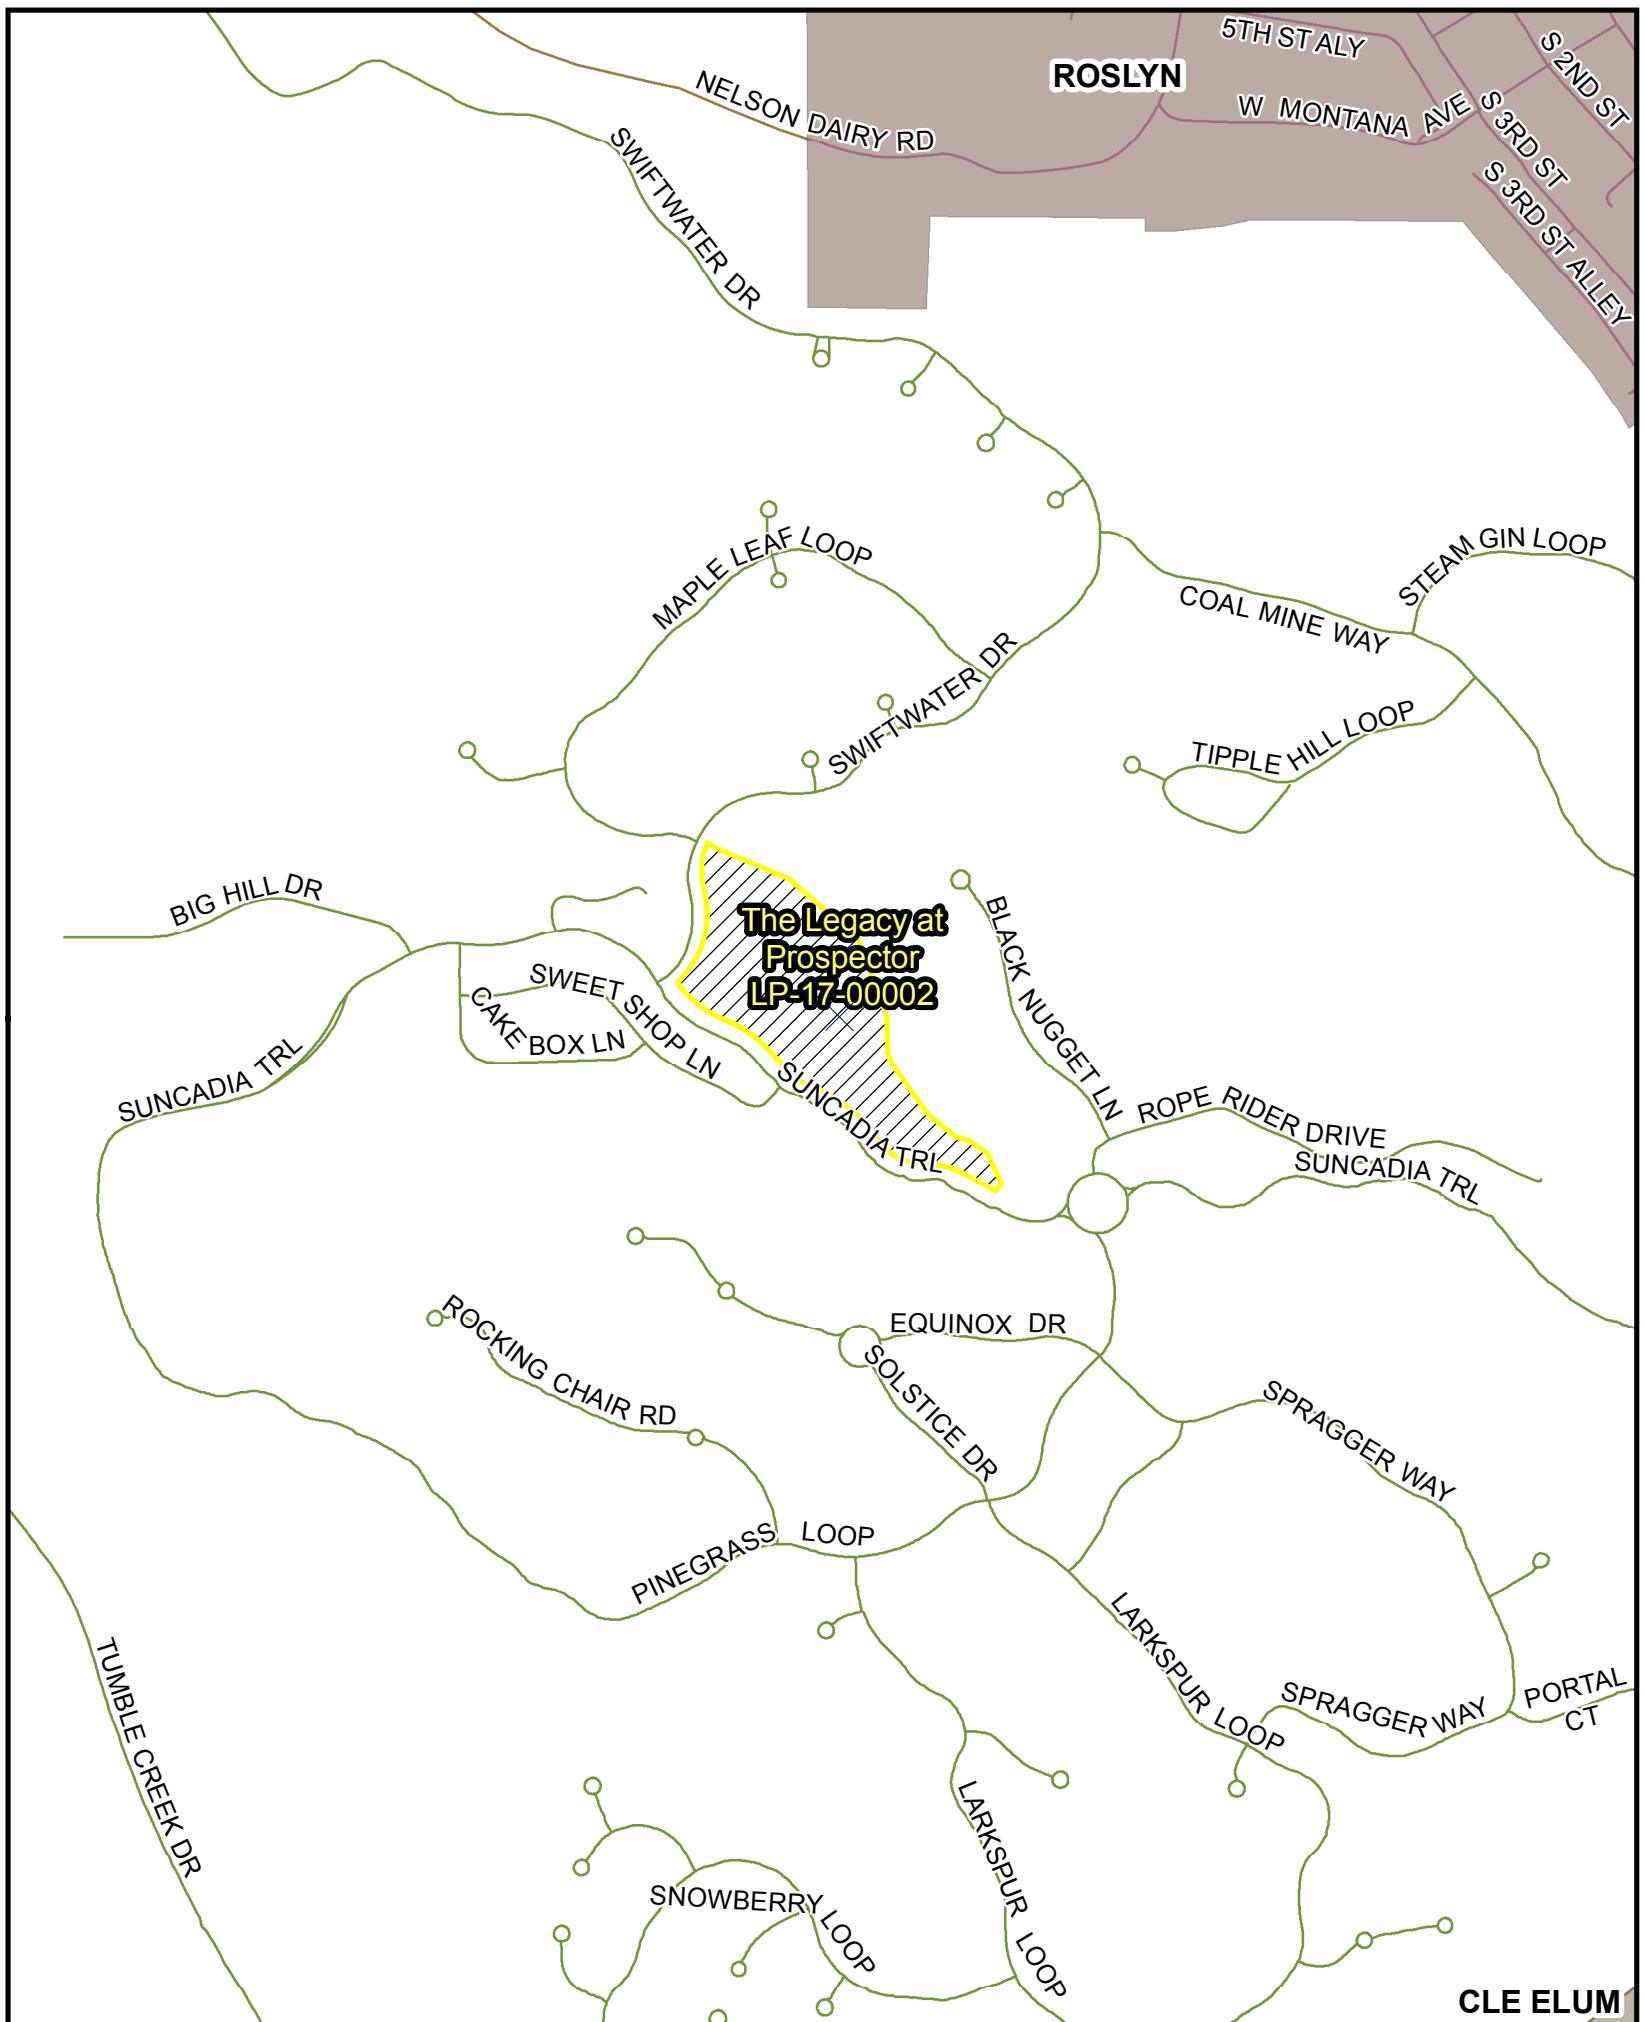 5TH ST ALY
S 2ND ST
ROSLYN
NELSON DAIRY RD
W MONTANA AVE
S 3RD ST
SWIFTWATER DR
S 3RD ST ALLEY
MAPLE LEAF LOOP
STEAM GIN LOOP
COAL MINE WAY
SWIFTWATER DR
TIPPLE HILL LOOP
BIG HILL DR
The Legacy at
Prospector
LP-17-00002
BLACK NUGGET LN
SWEET SHOP LN
CAKE BOX LN
SUNCADIA TRL
SUNCADIA TRL
ROPE RIDER DRIVE
SUNCADIA TRL
ROCKING CHAIR RD
EQUINOX DR
SOLSTICE DR
SPRAGGER WAY
PINEGRASS LOOP
LARKSPUR LOOP
TUMBLE CREEK DR
SPRAGGER WAY
PORTAL
CT
LARKSPUR LOOP
SNOWBERRY LOOP
CLE ELUM